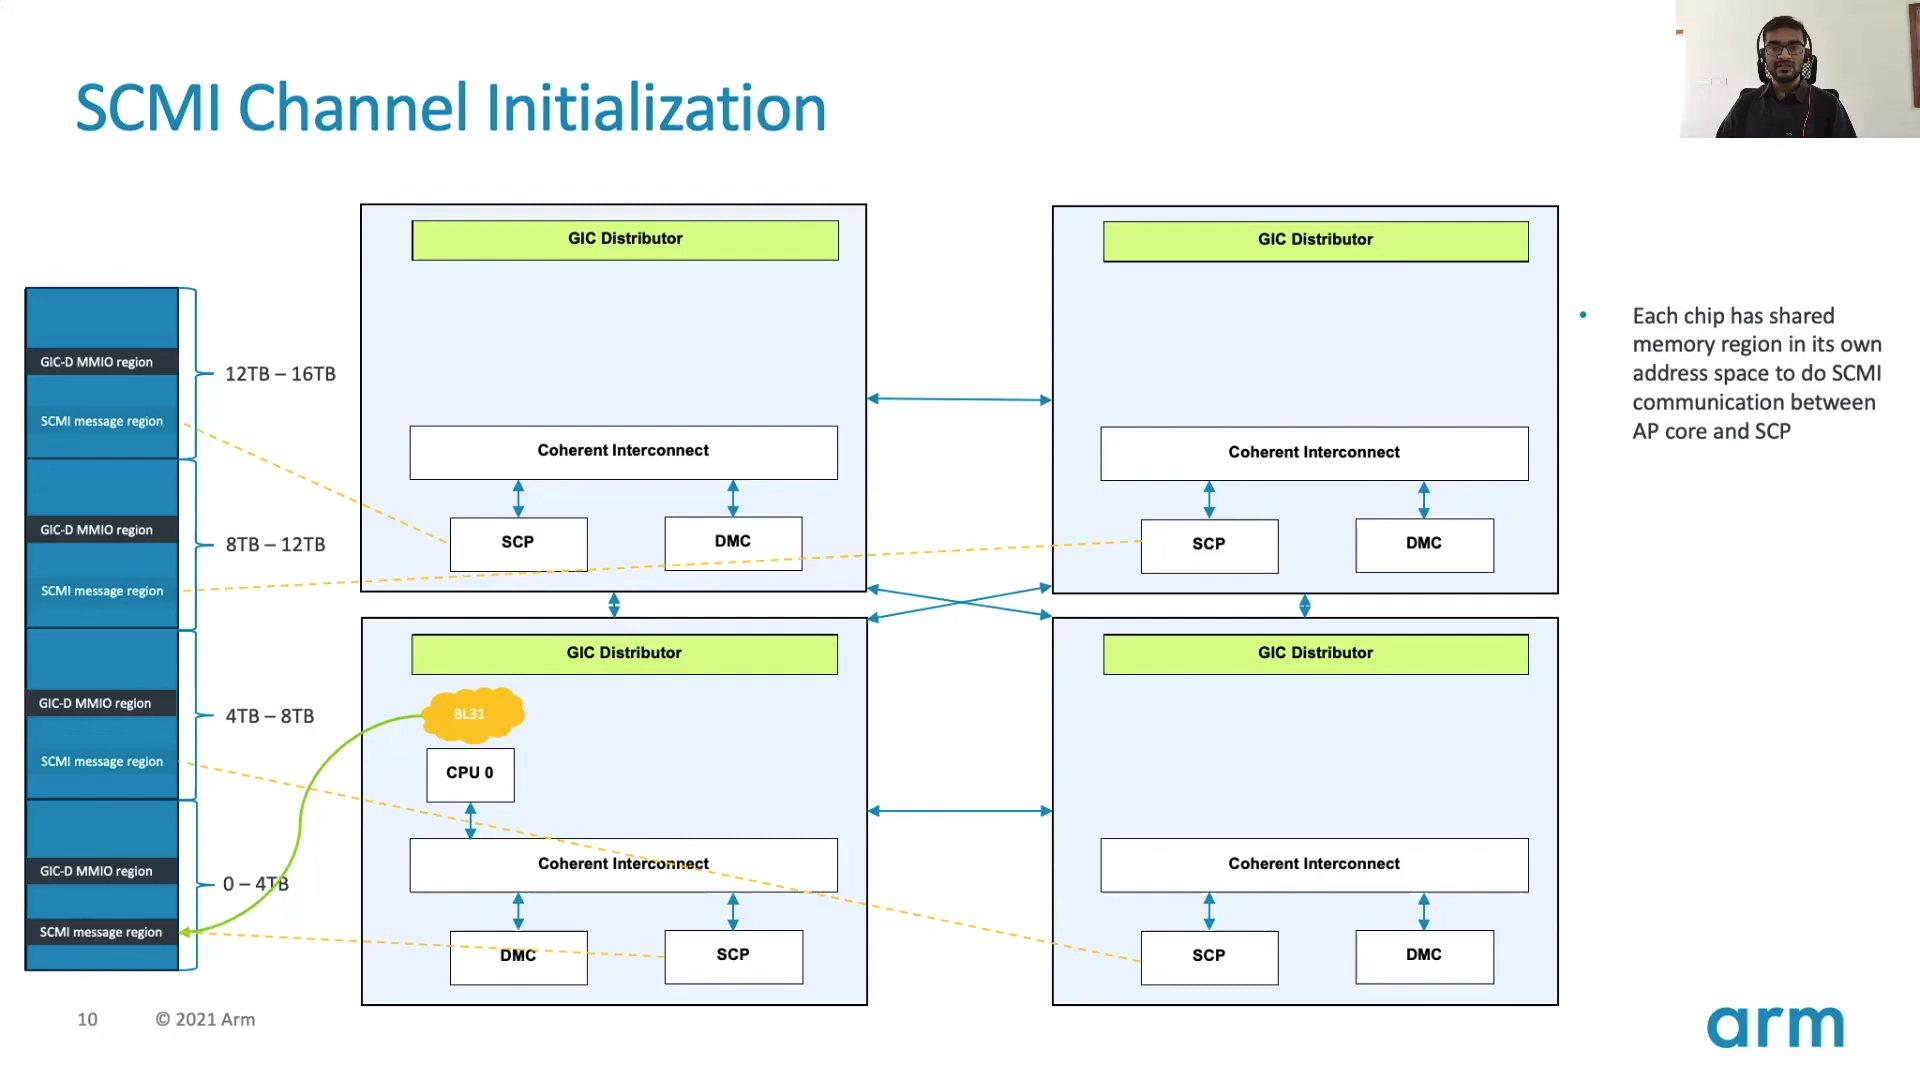 SCMI Channel Initialization
GIC-D MMIO region
SCMI message region
12TB – 16TB
GIC-D MMIO region
SCMI message region
8TB – 12TB
GIC-D MMIO region
SCMI message region
4TB – 8TB
GIC-D MMIO region
SCMI message region
0 – 4TB
GIC Distributor
Coherent Interconnect
SCP
DMC
GIC Distributor
Coherent Interconnect
SCP
DMC
GIC Distributor
BL31
CPU 0
Coherent Interconnect
DMC
SCP
GIC Distributor
Coherent Interconnect
SCP
DMC
• Each chip has shared
memory region in its own
address space to do SCMI
communication between
AP core and SCP
10
© 2021 Arm
arm